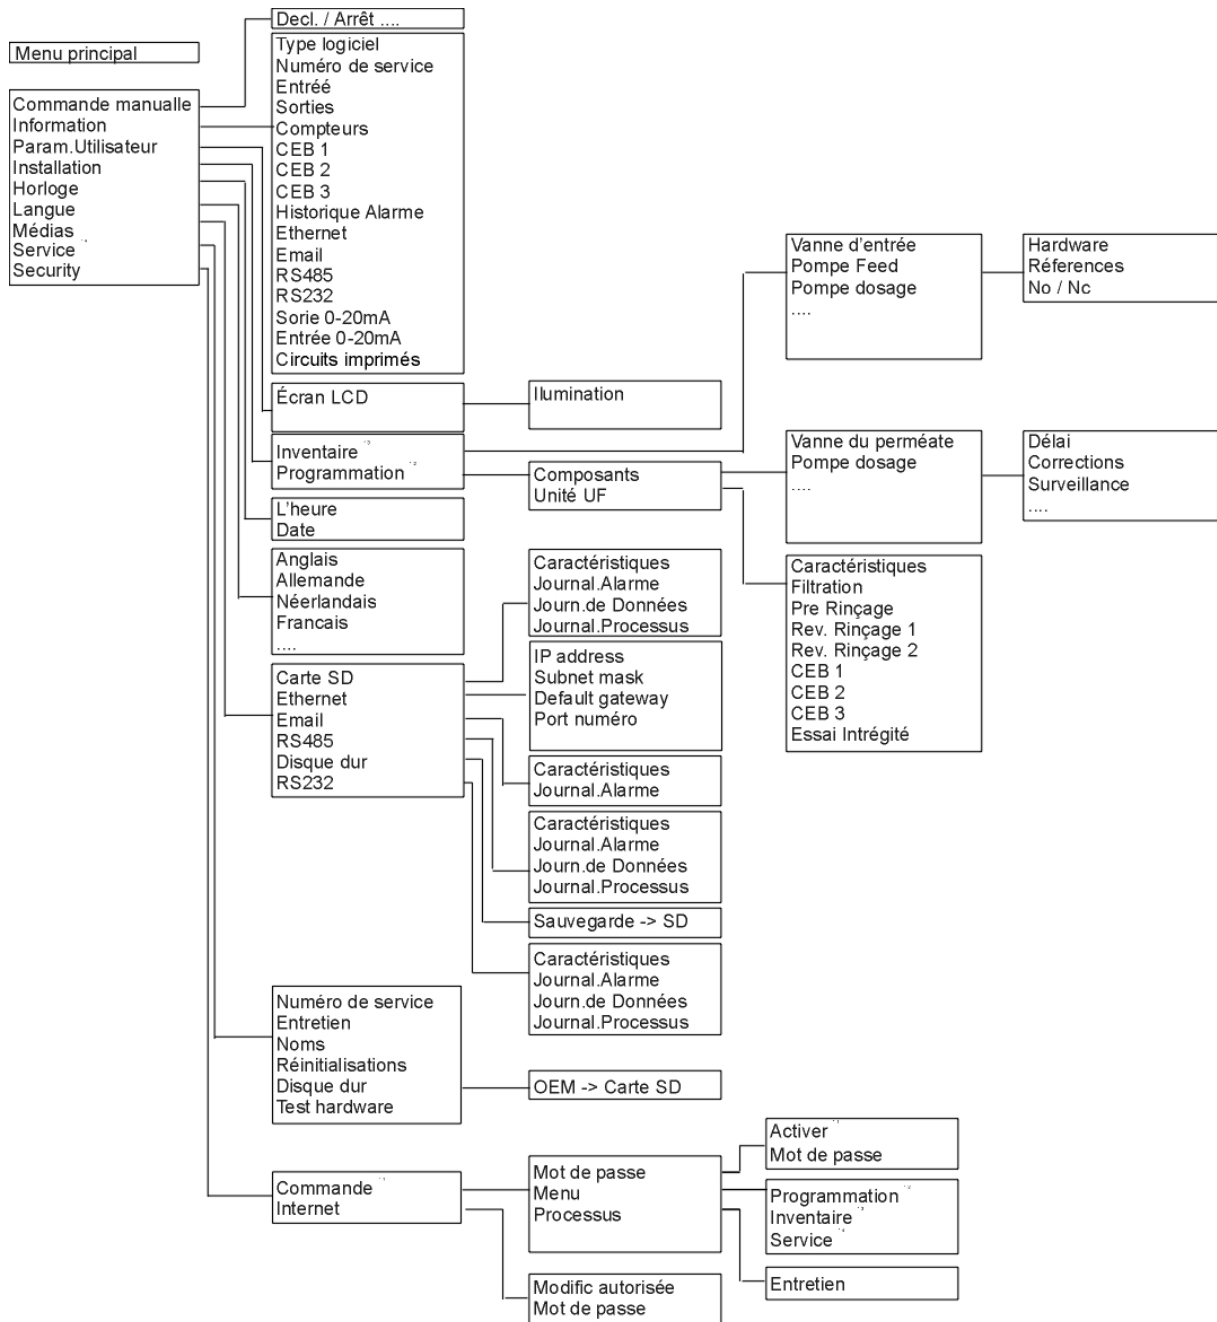 Menu principal
Commande manualle
Information
Param.Utilisateur
Installation
Horloge
Langue
Médias
Service
Security
Decl. / Arrêt ....
Type logiciel
Numéro de service
Entréé
Sorties
Compteurs
CEB 1
CEB 2
CEB 3
Historique Alarme
Ethernet
Email
RS485
RS232
Sorie 0-20mA
Entrée 0-20mA
Circuits imprimés
Écran LCD
Inventaire
Programmation
L'heure
Date
Anglais
Allemande
Néerlandais
Francais
....
Carte SD
Ethernet
Email
RS485
Disque dur
RS232
Numéro de service
Entretien
Noms
Réinitialisations
Disque dur
Test hardware
Commande
Internet
Ilumination
Composants
Unité UF
Caractéristiques
Journal.Alarme
Journ.de Données
Journal.Processus
IP address
Subnet mask
Default gateway
Port numéro
Caractéristiques
Journal.Alarme
Caractéristiques
Journal.Alarme
Journ.de Données
Journal.Processus
Sauvegarde -> SD
Caractéristiques
Journal.Alarme
Journ.de Données
Journal.Processus
OEM -> Carte SD
Mot de passe
Menu
Processus
Modific autorisée
Mot de passe
Vanne d'entrée
Pompe Feed
Pompe dosage
....
Vanne du perméate
Pompe dosage
....
Caractéristiques
Filtration
Pre Rinçage
Rev. Rinçage 1
Rev. Rinçage 2
CEB 1
CEB 2
CEB 3
Essai Intrégité
Activer
Mot de passe
Programmation
Inventaire
Service
Entretien
Hardware
Réferences
No / Nc
Délai
Corrections
Surveillance
....